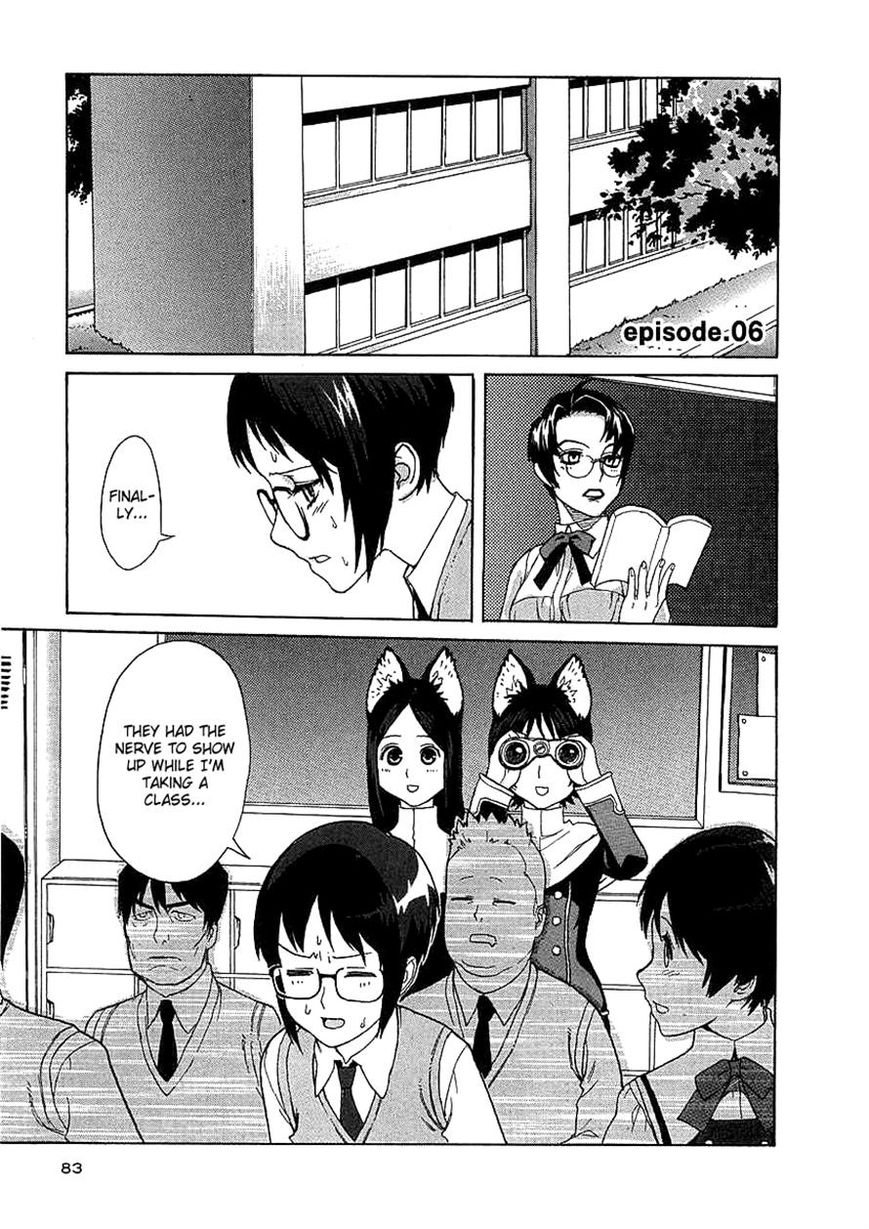 episode.06
FINAL-
LY...
THEY HAD THE
NERVE TO SHOW
UP WHILE I'M
TAKING A
CLASS...
83